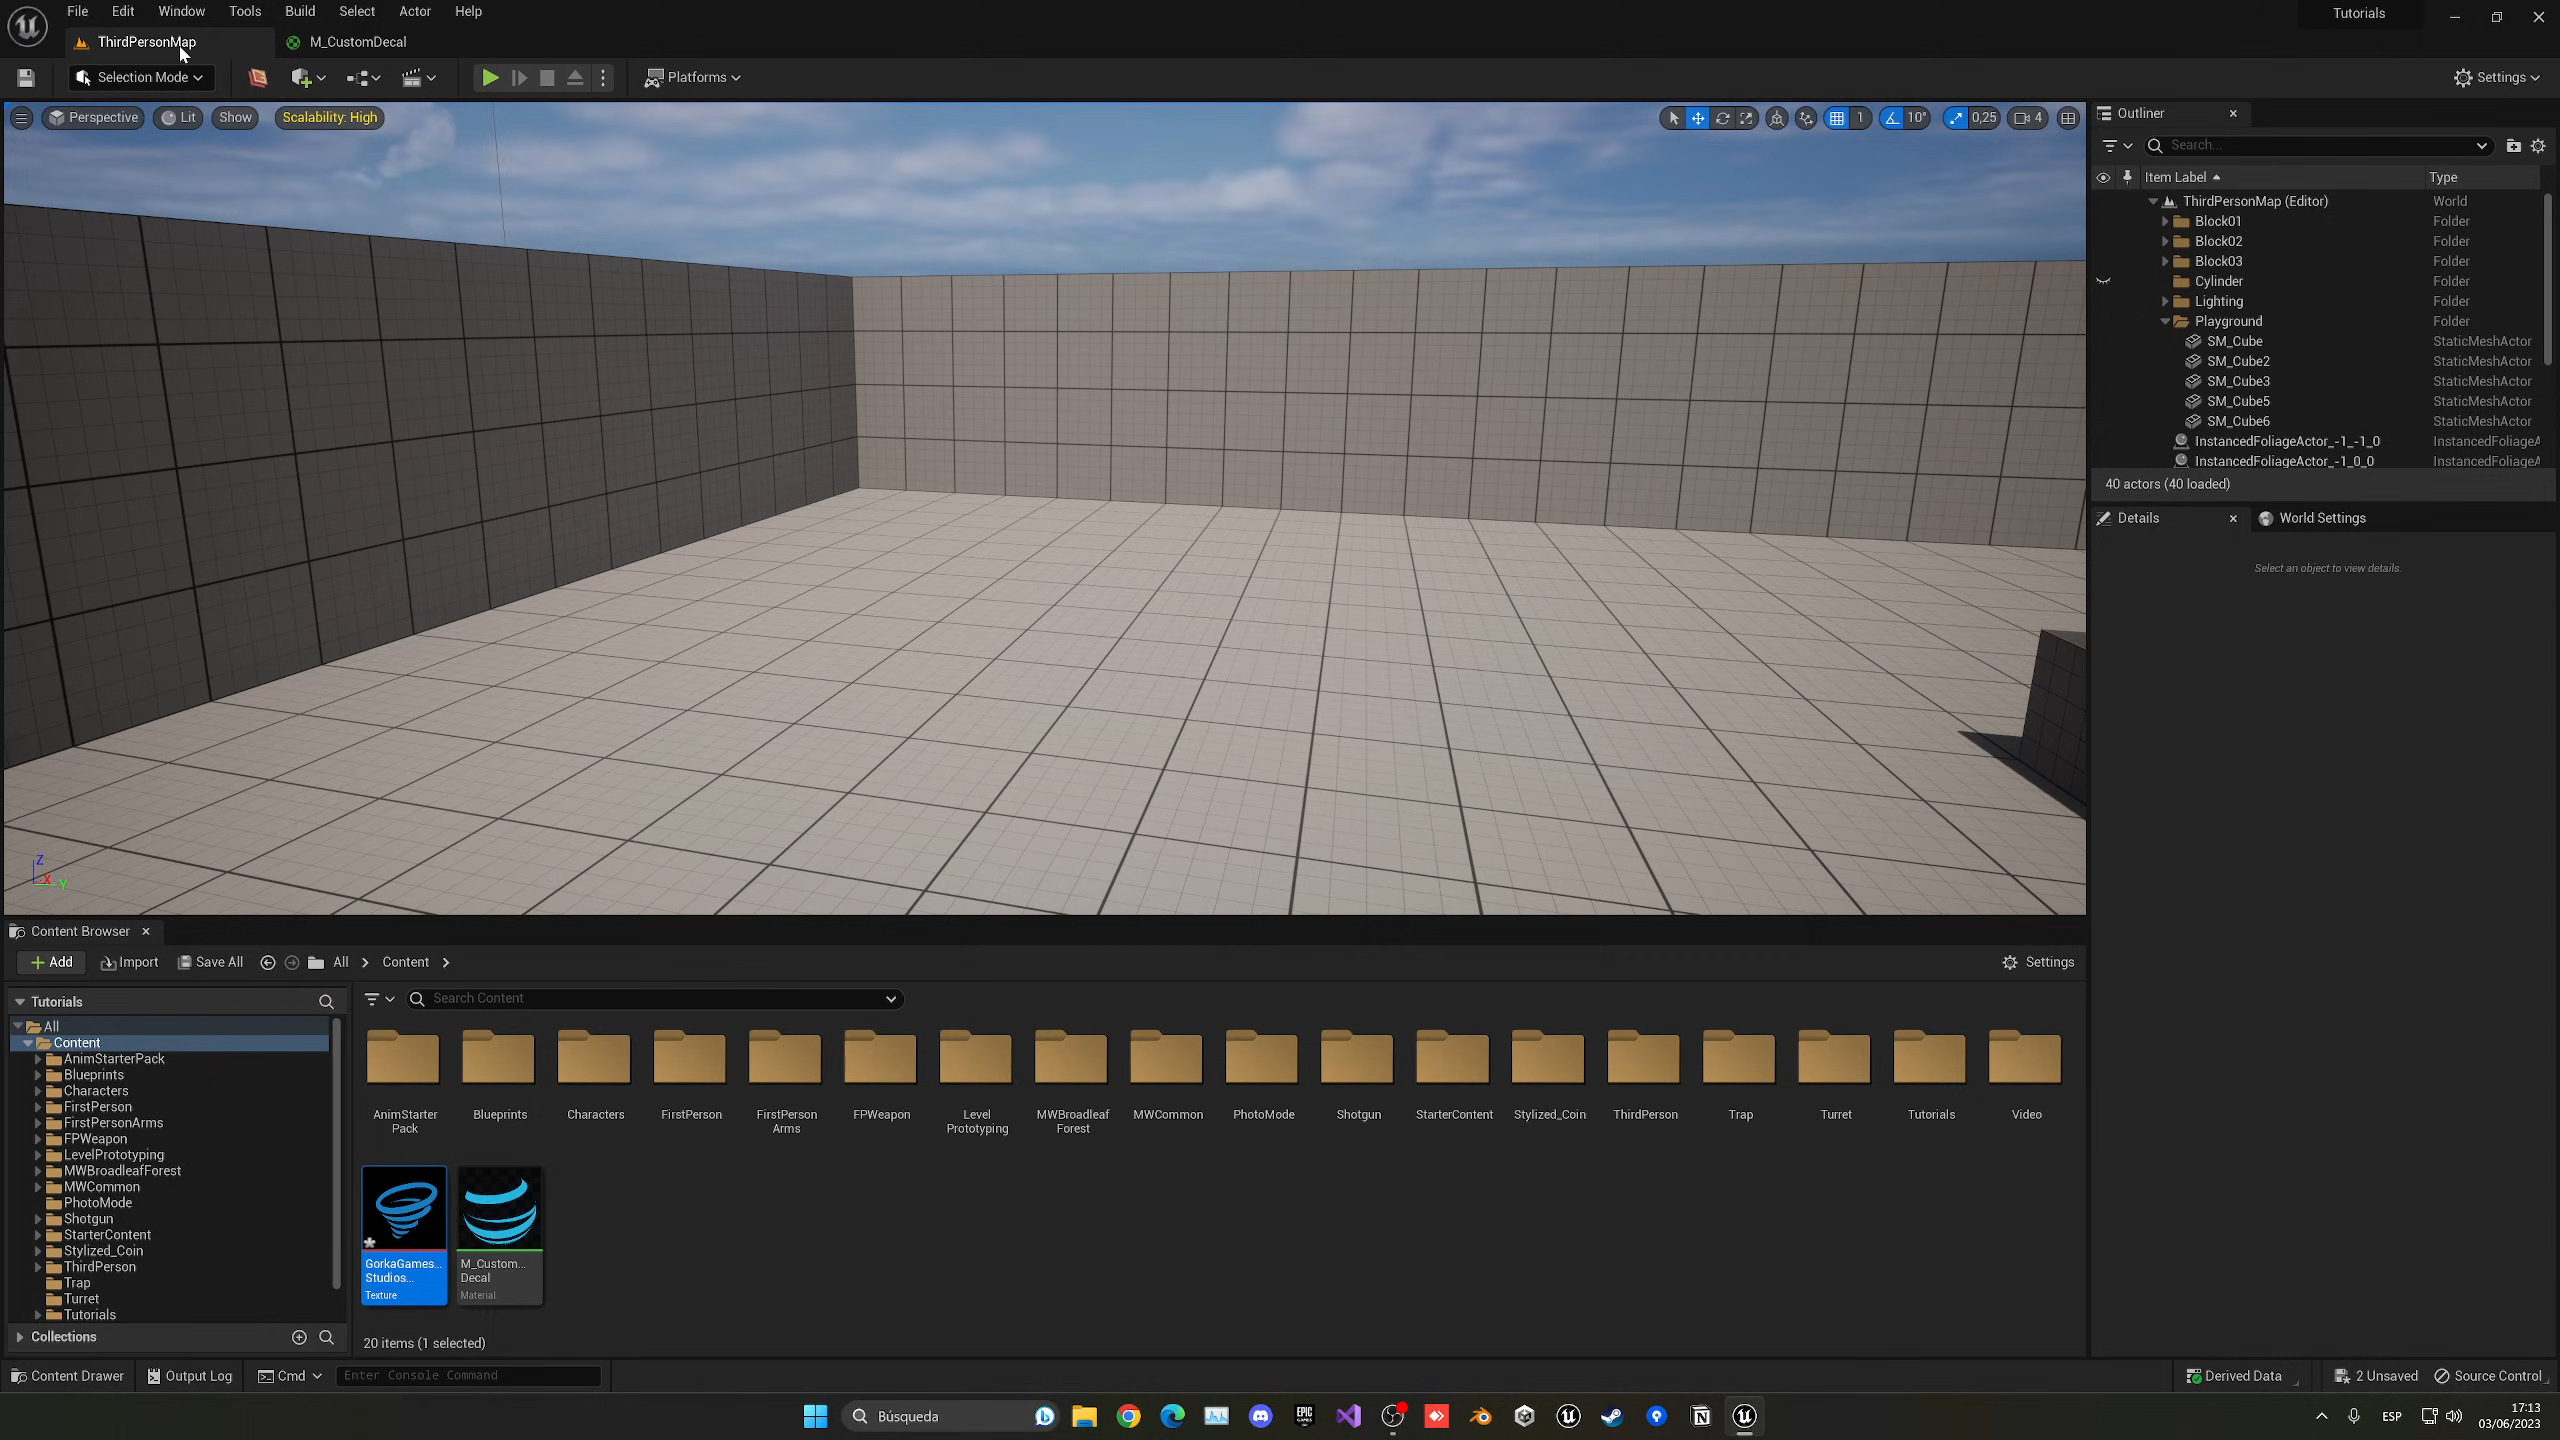 File Edit Window Tools Build Select Actor Help
Tutorials
ThirdPersonMap
M_CustomDecal
Selection Mode
Platforms
Settings
Perspective
Lit
Show
Scalability: High
1
10°
0,25
4
Outliner
Search...
Item Label
Type
ThirdPersonMap (Editor) World
Block01 Folder
Block02 Folder
Block03 Folder
Cylinder Folder
Lighting Folder
Playground Folder
SM_Cube StaticMeshActor
SM_Cube2 StaticMeshActor
SM_Cube3 StaticMeshActor
SM_Cube5 StaticMeshActor
SM_Cube6 StaticMeshActor
InstancedFoliageActor_-1_-1_0 InstancedFoliageA
InstancedFoliageActor_-1_0_0 InstancedFoliageA
40 actors (40 loaded)
Details
World Settings
Select an object to view details.
Z
X
Y
Content Browser
Add
Import
Save All
All
Content
Settings
Tutorials
Search Content
All
Content
AnimStarterPack
Blueprints
Characters
FirstPerson
FirstPersonArms
FPWeapon
LevelPrototyping
MWBroadleafForest
MWCommon
PhotoMode
Shotgun
StarterContent
Stylized_Coin
ThirdPerson
Trap
Turret
Tutorials
Collections
AnimStarter
Pack
Blueprints
Characters
FirstPerson
FirstPerson
Arms
FPWeapon
Level
Prototyping
MWBroadleaf
Forest
MWCommon
PhotoMode
Shotgun
StarterContent
Stylized_Coin
ThirdPerson
Trap
Turret
Tutorials
Video
GorkaGames...
Studios...
Texture
M_Custom...
Decal
Material
20 items (1 selected)
Content Drawer
Output Log
Cmd
Enter Console Command
Derived Data
2 Unsaved
Source Control
Búsqueda
EPIC
GAMES
ESP
17:13
03/06/2023